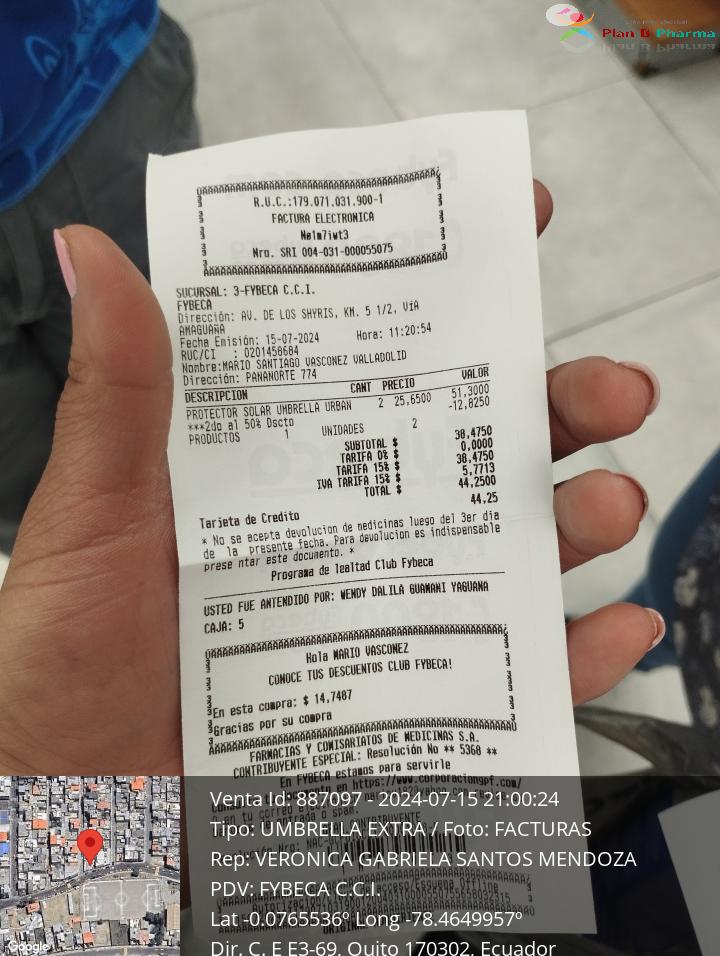 Plan B Pharma
R.U.C.:179.071.031.900-1
FACTURA ELECTRONICA
Nro. SRI 004-031-000055075
SUCURSAL: 3-FYBECA C.C.I.
FYBECA
Dirección: AV. DE LOS SHYRIS, KM. 5 1/2, VíA
AMAGUAÑA
Fecha Emisión: 15-07-2024 Hora: 11:20:54
RUC/CI : 0201458684
Nombre:MARIO SANTIAGO VASCONEZ VALLADOLID
Dirección: PANANORTE 774
DESCRIPCION CANT PRECIO VALOR
PROTECTOR SOLAR UMBRELLA URBAN 2 25,6500 51,3000
***2do al 50% Dscto -12,8250
PRODUCTOS 1 UNIDADES 2
SUBTOTAL $ 38,4750
TARIFA 0% $ 0,0000
TARIFA 15% $ 38,4750
IVA TARIFA 15% $ 5,7713
TOTAL $ 44,2500
Tarjeta de Credito 44,25
* No se acepta devolucion de medicinas luego del 3er dia
de la presente fecha. Para devolucion es indispensable
prese ntar este documento. *
Programa de lealtad Club Fybeca
USTED FUE ANTENDIDO POR: WENDY DALILA GUAMANI YAGUANA
CAJA: 5
Hola MARIO VASCONEZ
CONOCE TUS DESCUENTOS CLUB FYBECA!
En esta compra: $ 14,7487
Gracias por su compra
FARMACIAS Y COMISARIATOS DE MEDICINAS S.A.
CONTRIBUYENTE ESPECIAL: Resolución No ** 5368 **
En FYBECA estamos para servirle
en https://www.corporaciongpf.com/
Venta Id: 887097 - 2024-07-15 21:00:24
Tipo: UMBRELLA EXTRA / Foto: FACTURAS
Rep: VERONICA GABRIELA SANTOS MENDOZA
PDV: FYBECA C.C.I.
Lat -0.0765536º Long -78.4649957º
Dir. C. E E3-69, Quito 170302, Ecuador
Google